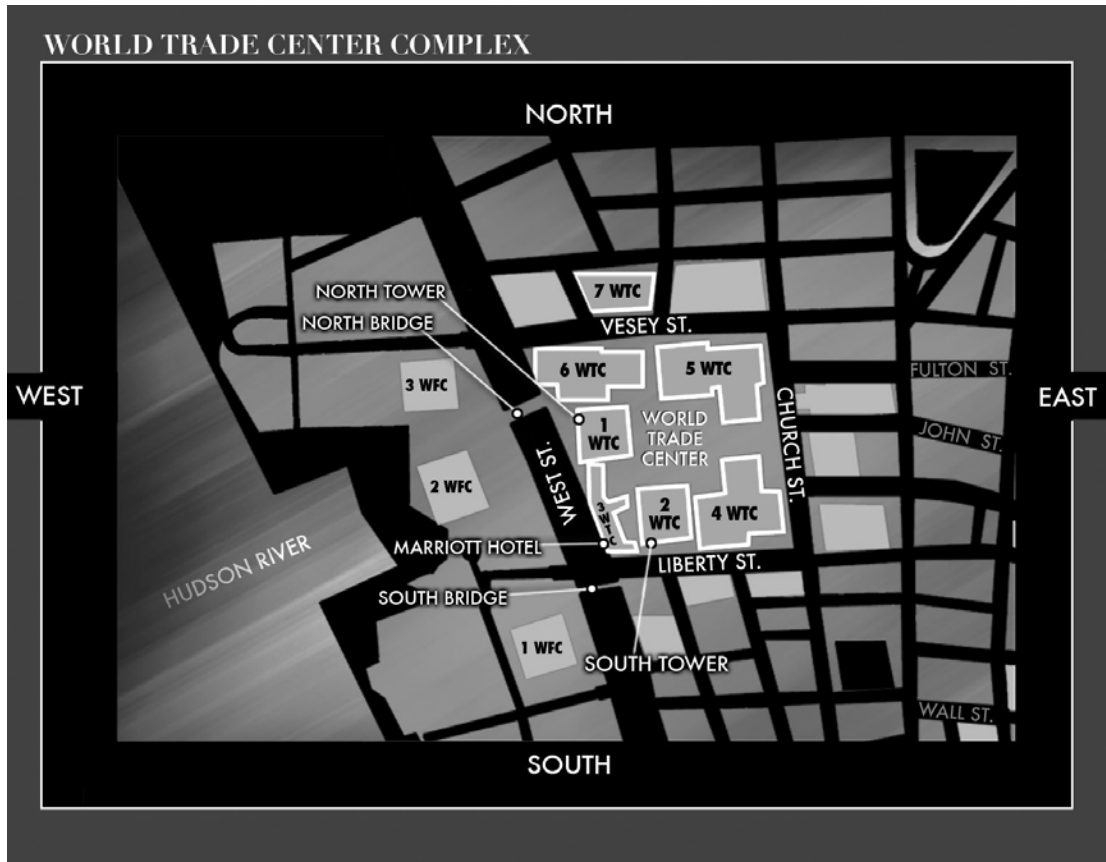 WORLD TRADE CENTER COMPLEX
NORTH
NORTH TOWER
7 WTC
NORTH BRIDGE
VESEY ST.
6 WTC
5 WTC
FULTON ST.
3 WFC
WEST
EAST
1
WTC
WORLD
TRADE
CENTER
CHURCH ST.
JOHN ST.
WEST ST.
2 WFC
3 WTC
2
WTC
4 WTC
MARRIOTT HOTEL
LIBERTY ST.
HUDSON RIVER
SOUTH BRIDGE
1 WFC
SOUTH TOWER
WALL ST.
SOUTH